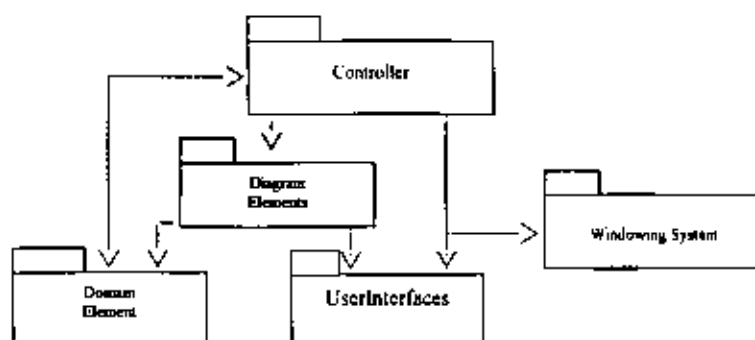 Controller
Diagram
Elements
Windowing System
Domain
Element
UserInterfaces